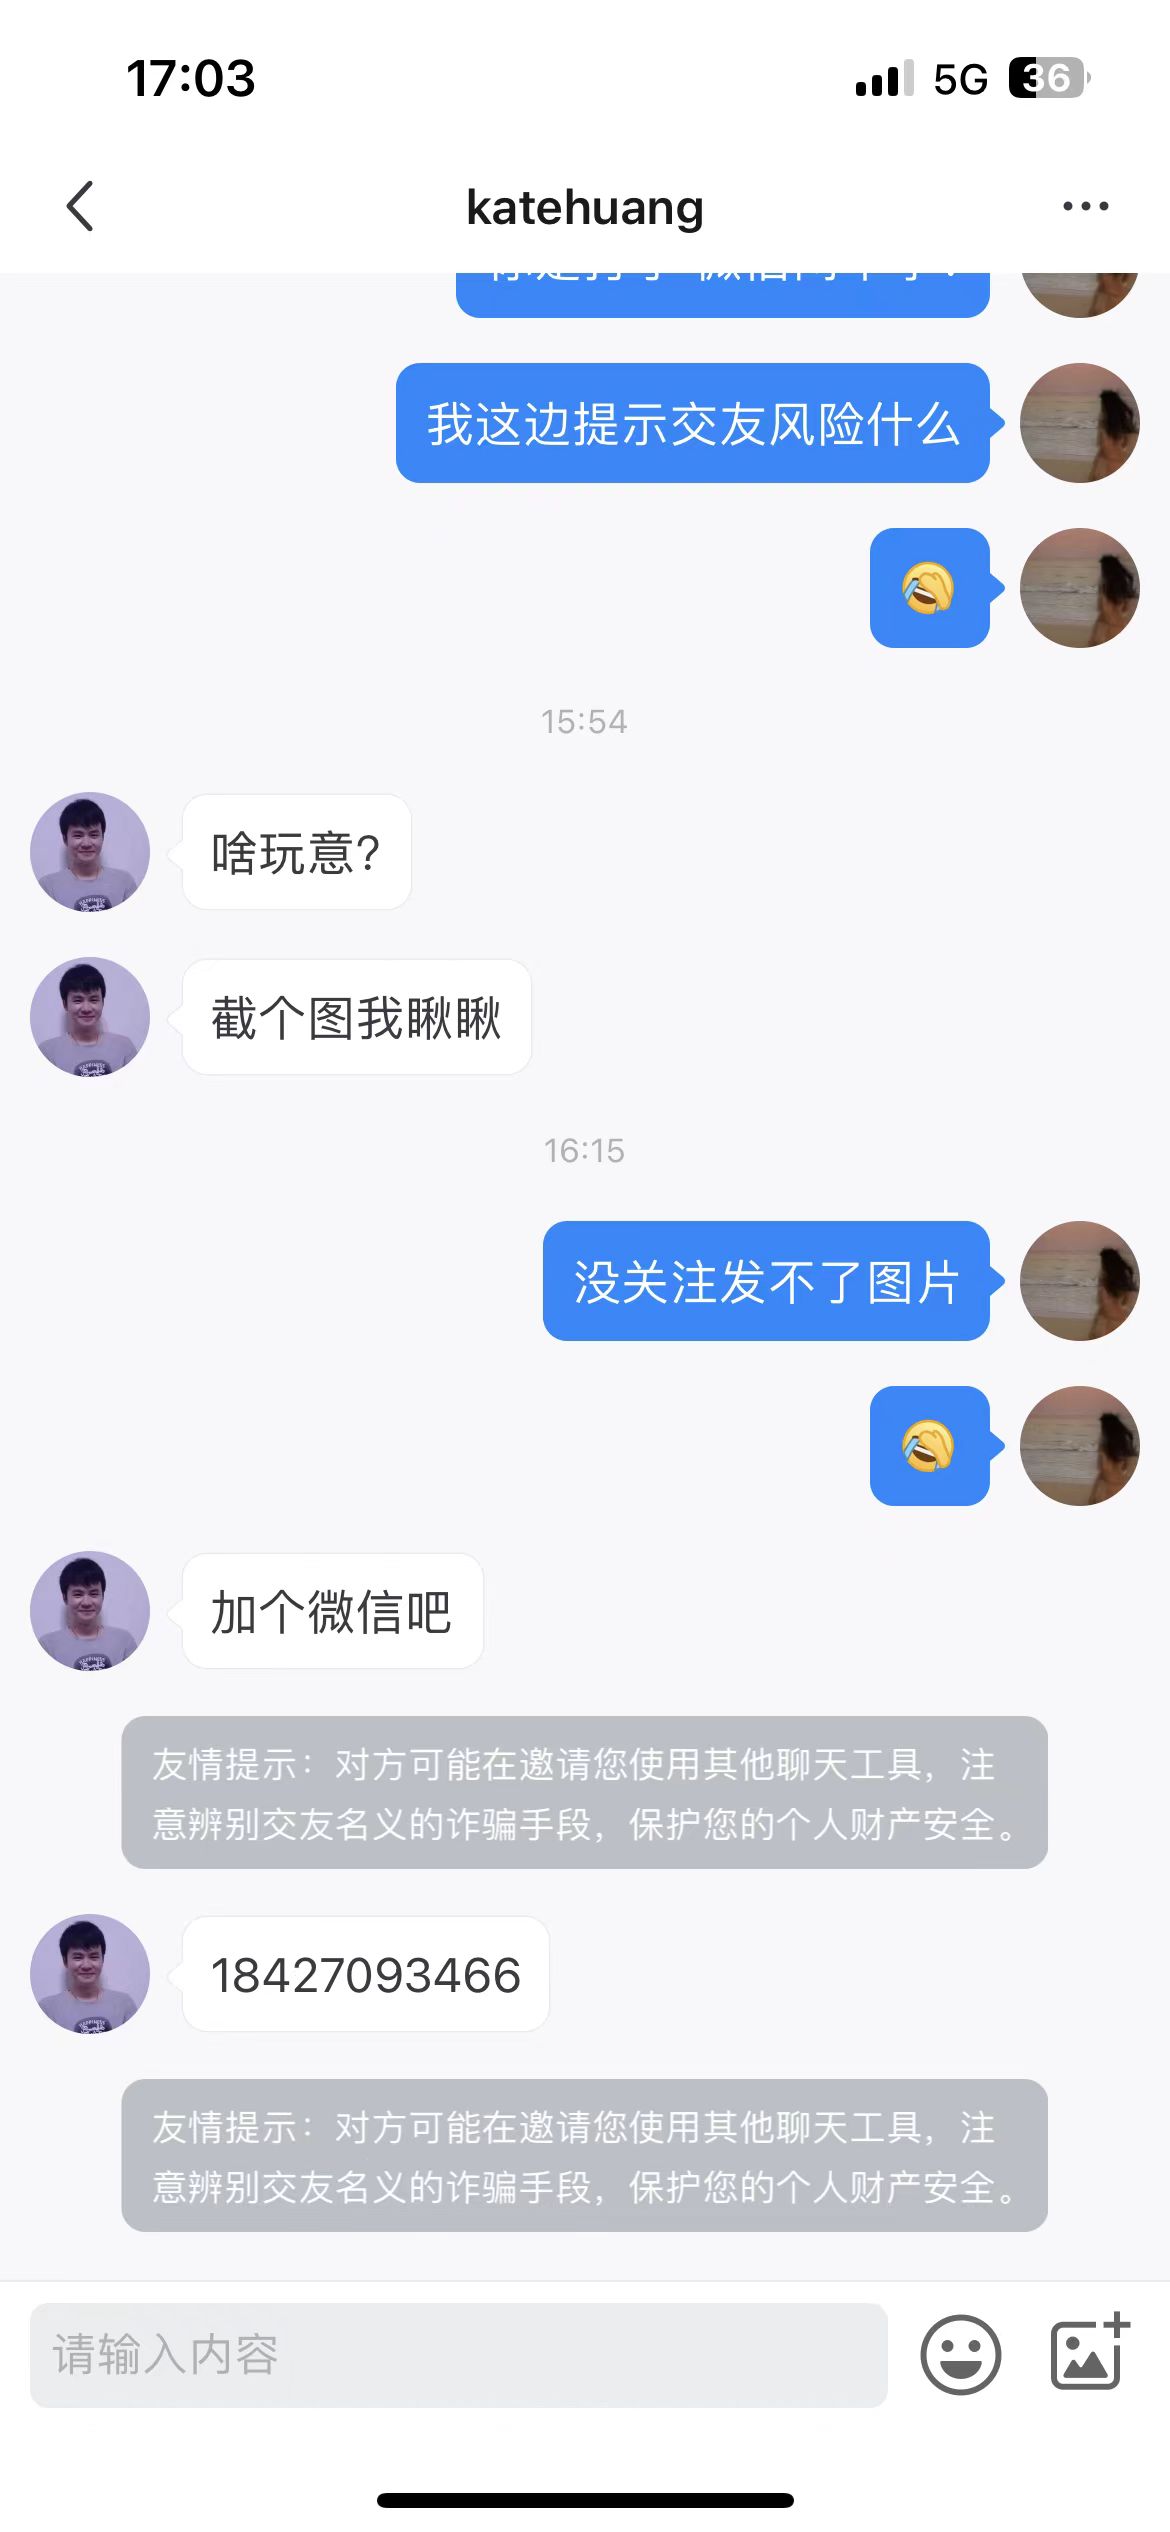 17:03
5G
36
katehuang
我这边提示交友风险什么
15:54
啥玩意?
截个图我瞅瞅
16:15
没关注发不了图片
加个微信吧
友情提示：对方可能在邀请您使用其他聊天工具，注
意辨别交友名义的诈骗手段，保护您的个人财产安全。
18427093466
友情提示：对方可能在邀请您使用其他聊天工具，注
意辨别交友名义的诈骗手段，保护您的个人财产安全。
请输入内容